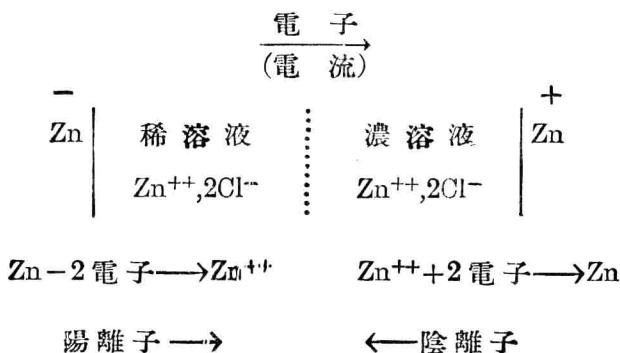 電子
(電流)
− +
Zn 稀溶液 濃溶液 Zn
Zn⁺⁺,2Cl⁻ Zn⁺⁺,2Cl⁻
Zn−2電子⟶Zn⁺⁺ Zn⁺⁺+2電子⟶Zn
陽離子⟶ ⟵陰離子